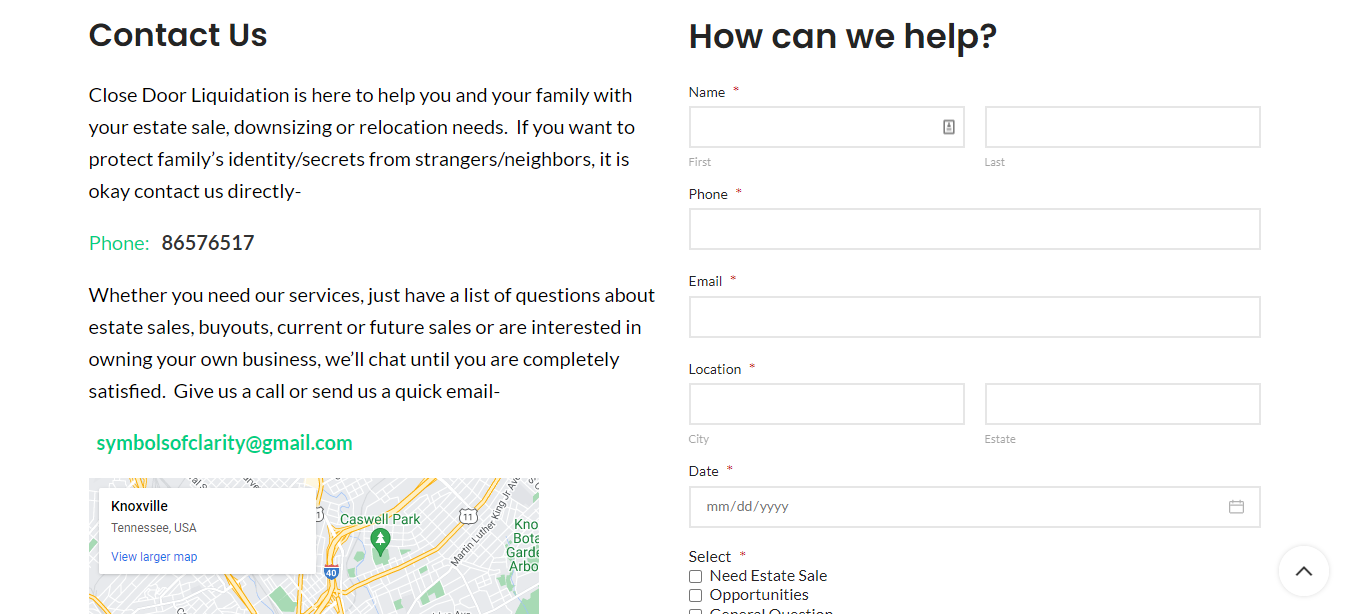 Contact Us
Close Door Liquidation is here to help you and your family with
your estate sale, downsizing or relocation needs.  If you want to
protect family’s identity/secrets from strangers/neighbors, it is
okay contact us directly-
Phone:  86576517
Whether you need our services, just have a list of questions about
estate sales, buyouts, current or future sales or are interested in
owning your own business, we’ll chat until you are completely
satisfied.  Give us a call or send us a quick email-
symbolsofclarity@gmail.com
Knoxville
Tennessee, USA
View larger map
Caswell Park
11
40
Martin Luther King Jr Ave
How can we help?
Name *
First
Last
Phone *
Email *
Location *
City
Estate
Date *
mm/dd/yyyy
Select *
Need Estate Sale
Opportunities
General Question